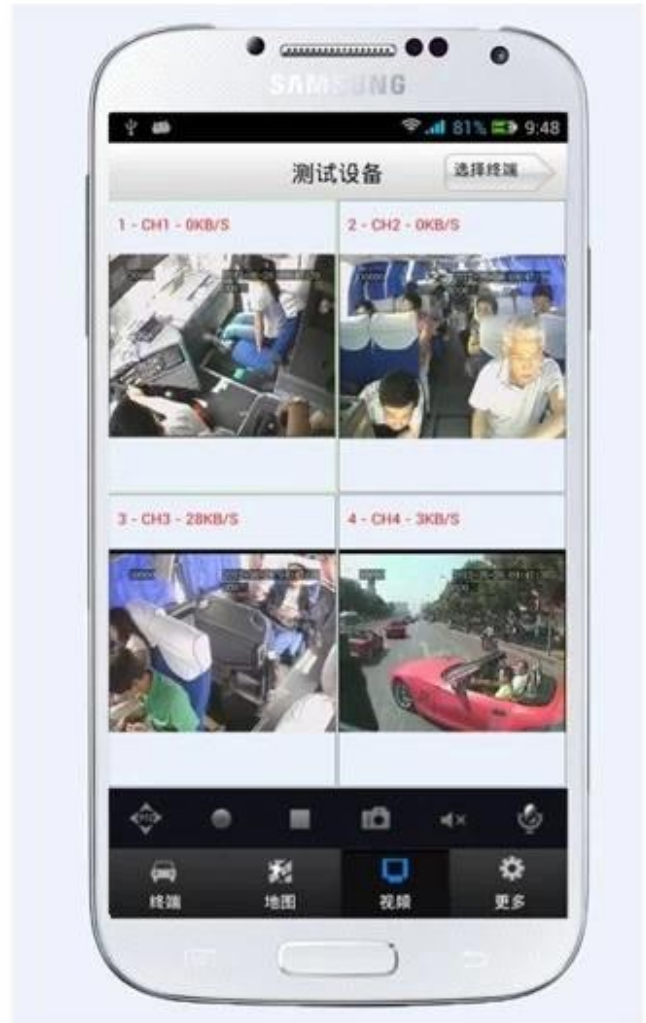 SAMSUNG
81% 9:48
测试设备
选择终端
1 - CH1 - 0KB/S
2 - CH2 - 0KB/S
3 - CH3 - 28KB/S
4 - CH4 - 3KB/S
终端
地图
视频
更多